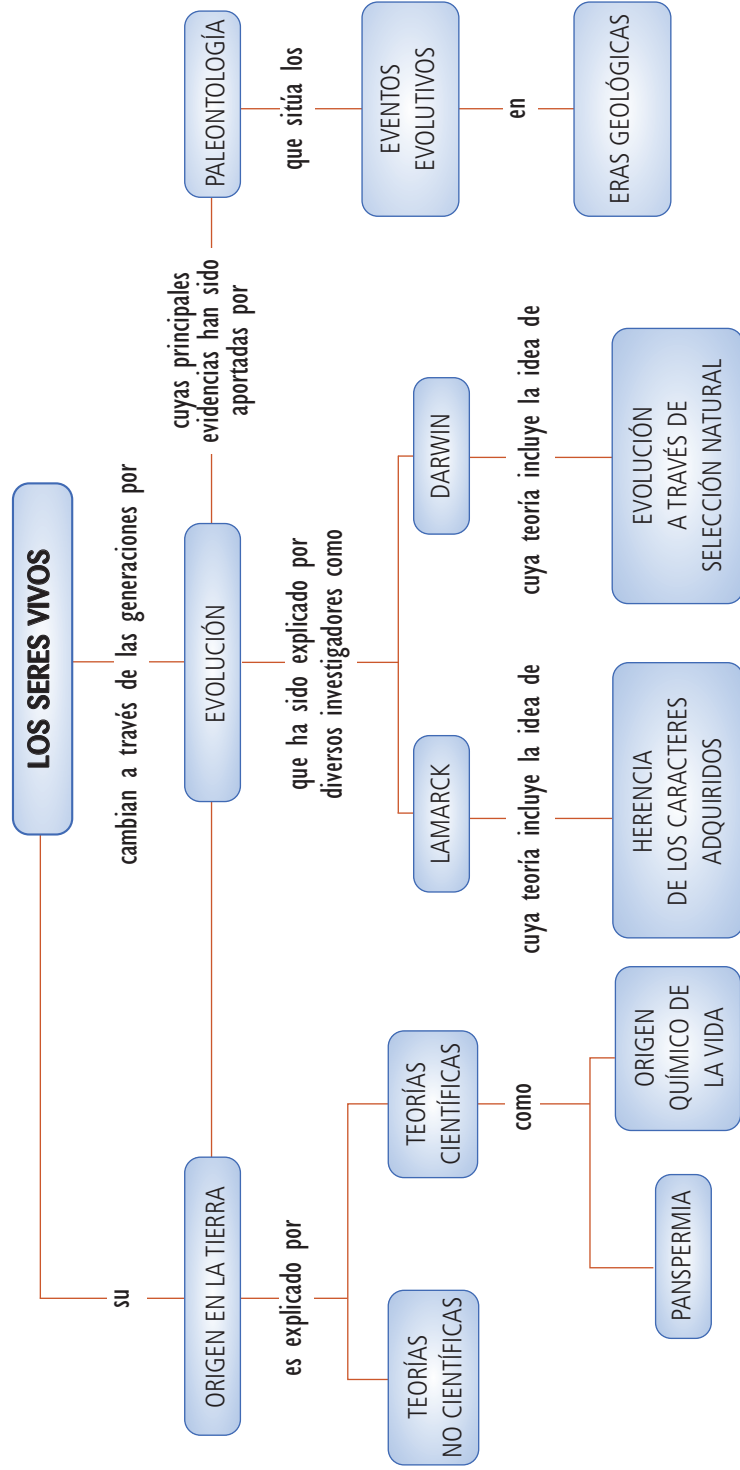 LOS SERES VIVOS
su
cambian a través de las generaciones por
ORIGEN EN LA TIERRA
EVOLUCIÓN
cuyas principales
evidencias han sido
aportadas por
PALEONTOLOGÍA
es explicado por
que ha sido explicado por
diversos investigadores como
que sitúa los
TEORÍAS
NO CIENTÍFICAS
TEORÍAS
CIENTÍFICAS
LAMARCK
DARWIN
EVENTOS
EVOLUTIVOS
como
cuya teoría incluye la idea de
cuya teoría incluye la idea de
en
PANSPERMIA
ORIGEN
QUÍMICO DE
LA VIDA
HERENCIA
DE LOS CARACTERES
ADQUIRIDOS
EVOLUCIÓN
A TRAVÉS DE
SELECCIÓN NATURAL
ERAS GEOLÓGICAS